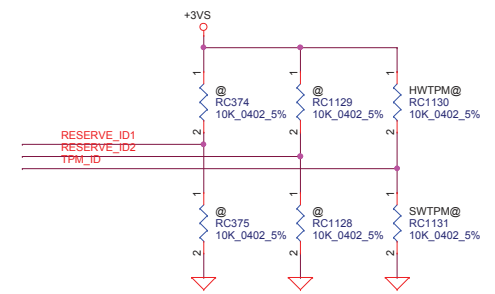 +3VS
1
1
1
@
RC374
10K_0402_5%
@
RC1129
10K_0402_5%
HWTPM@
RC1130
10K_0402_5%
2
2
2
RESERVE_ID1
RESERVE_ID2
TPM_ID
1
1
1
@
RC375
10K_0402_5%
@
RC1128
10K_0402_5%
SWTPM@
RC1131
10K_0402_5%
2
2
2